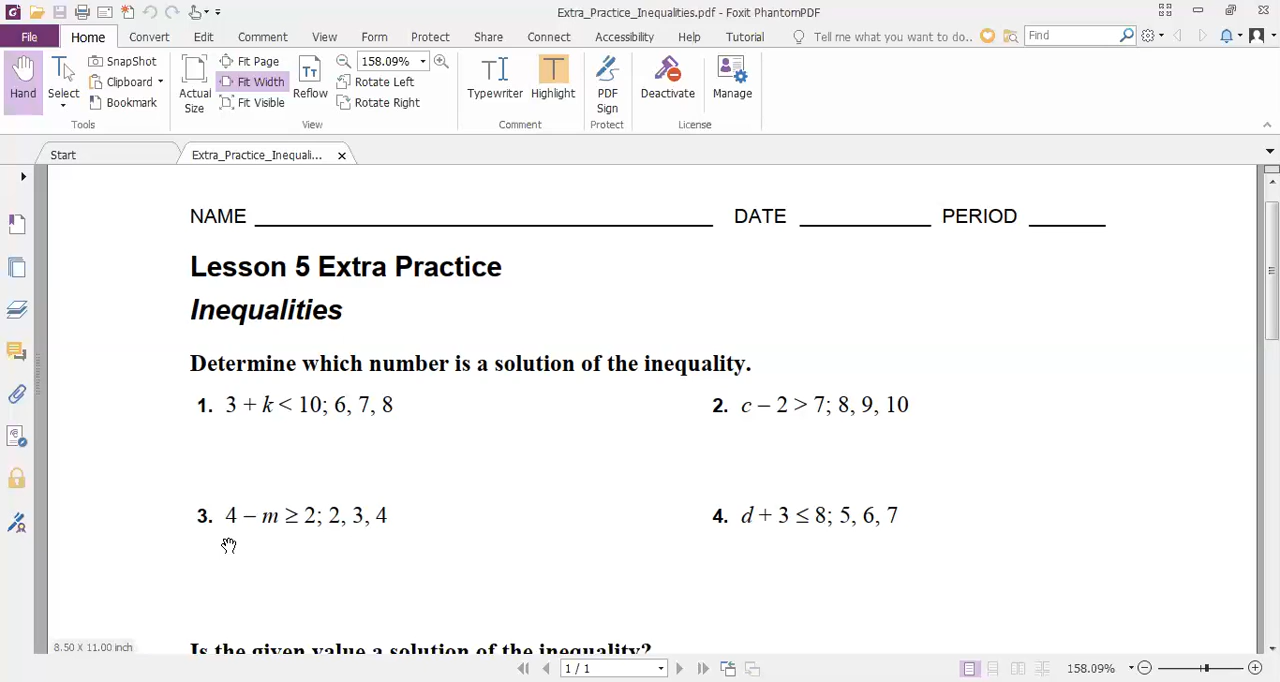 Extra_Practice_Inequalities.pdf - Foxit PhantomPDF
File Home Convert Edit Comment View Form Protect Share Connect Accessibility Help Tutorial Tell me what you want to do.. Find
Hand Select SnapShot Clipboard Bookmark Actual Size Fit Page Fit Width Fit Visible Reflow 158.09% Rotate Left Rotate Right Typewriter Highlight PDF Sign Deactivate Manage
Tools View Comment Protect License
Start Extra_Practice_Inequali...
NAME DATE PERIOD
Lesson 5 Extra Practice
Inequalities
Determine which number is a solution of the inequality.
1. 3 + k < 10; 6, 7, 8
2. c – 2 > 7; 8, 9, 10
3. 4 – m ≥ 2; 2, 3, 4
4. d + 3 ≤ 8; 5, 6, 7
Is the given value a solution of the inequality?
8.50 X 11.00 inch
1 / 1 158.09%